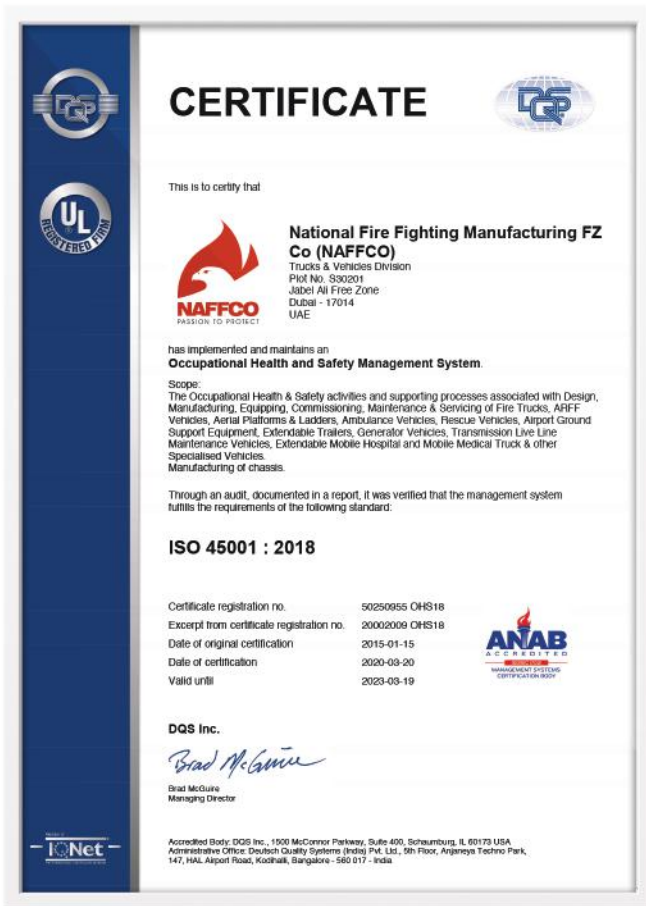 DQS
CERTIFICATE
DQS
UL
REGISTERED FIRM
This is to certify that
NAFFCO
PASSION TO PROTECT
National Fire Fighting Manufacturing FZ
Co (NAFFCO)
Trucks & Vehicles Division
Plot No. S30201
Jabel Ali Free Zone
Dubai - 17014
UAE
has implemented and maintains an
Occupational Health and Safety Management System.
Scope:
The Occupational Health & Safety activities and supporting processes associated with Design,
Manufacturing, Equipping, Commissioning, Maintenance & Servicing of Fire Trucks, ARFF
Vehicles, Aerial Platforms & Ladders, Ambulance Vehicles, Rescue Vehicles, Airport Ground
Support Equipment, Extendable Trailers, Generator Vehicles, Transmission Live Line
Maintenance Vehicles, Extendable Mobile Hospital and Mobile Medical Truck & other
Specialised Vehicles.
Manufacturing of chassis.
Through an audit, documented in a report, it was verified that the management system
fulfills the requirements of the following standard:
ISO 45001 : 2018
Certificate registration no. 50250955 OHS18
Excerpt from certificate registration no. 20002009 OHS18
Date of original certification 2015-01-15
Date of certification 2020-03-20
Valid until 2023-03-19
ANAB
ACCREDITED
MANAGEMENT SYSTEMS
CERTIFICATION BODY
DQS Inc.
Brad McGuire
Brad McGuire
Managing Director
IQNet
Accredited Body: DQS Inc., 1500 McConnor Parkway, Suite 400, Schaumburg, IL 60173 USA
Administrative Office: Deutsch Quality Systems (India) Pvt. Ltd., 5th Floor, Anjaneya Techno Park,
147, HAL Airport Road, Kodihalli, Bangalore - 560 017 - India